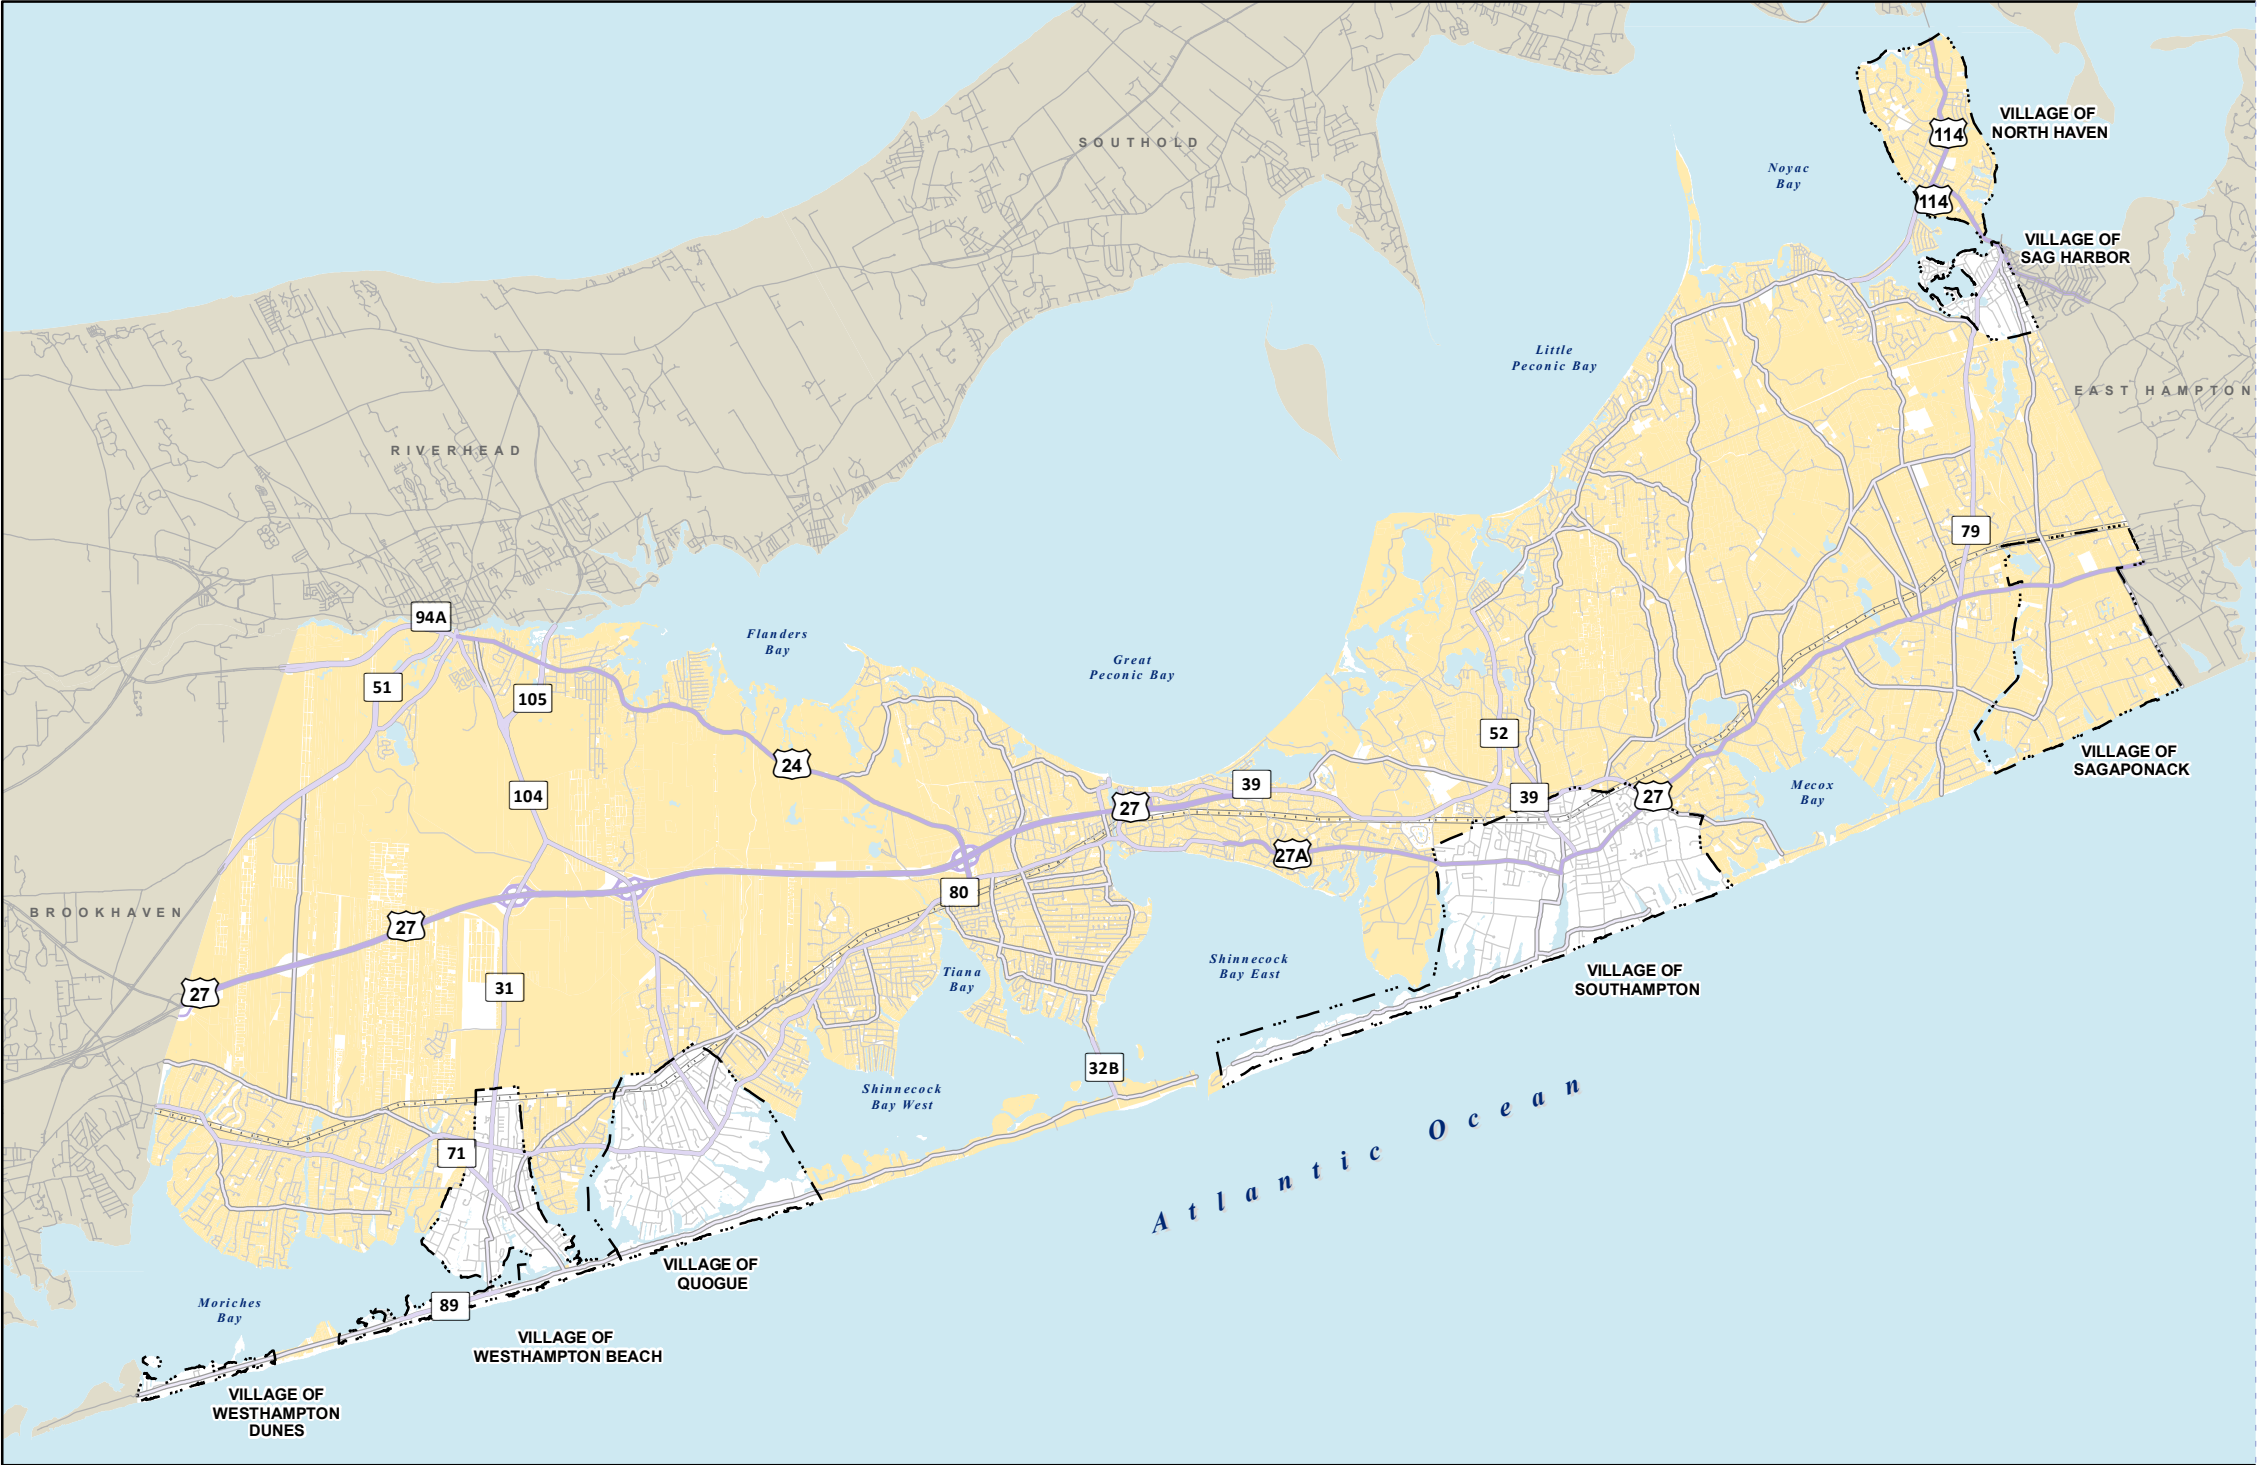 VILLAGE OF
NORTH HAVEN
114
SOUTHOLD
Noyac
Bay
114
VILLAGE OF
SAG HARBOR
Little
Peconic Bay
EAST HAMPTON
RIVERHEAD
79
94A
Flanders
Bay
Great
Peconic Bay
51
105
52
VILLAGE OF
SAGAPONACK
24
39
Mecox
Bay
104
27
39
27
27A
80
BROOKHAVEN
27
Tiana
Bay
Shinnecock
Bay East
VILLAGE OF
SOUTHAMPTON
27
31
32B
Shinnecock
Bay West
Atlantic Ocean
71
VILLAGE OF
QUOGUE
Moriches
Bay
89
VILLAGE OF
WESTHAMPTON BEACH
VILLAGE OF
WESTHAMPTON
DUNES